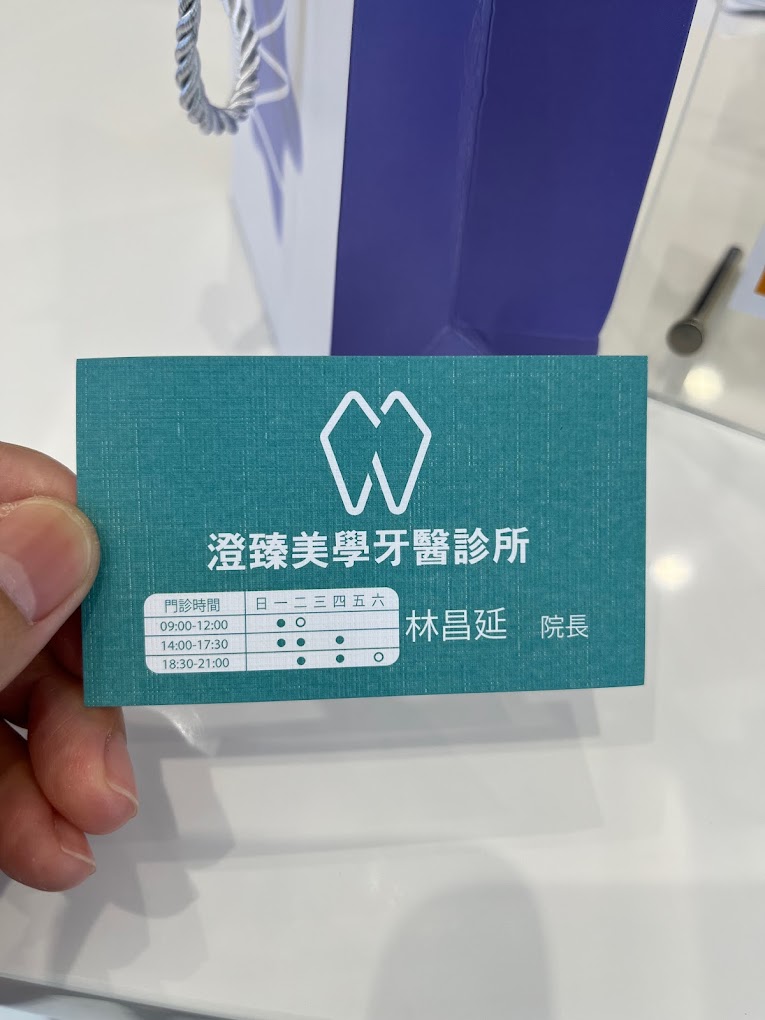 澄臻美學牙醫診所
門診時間 日 一 二 三 四 五 六
09:00-12:00 ● ○
14:00-17:30 ● ● ●
18:30-21:00 ● ● ○
林昌延 院長